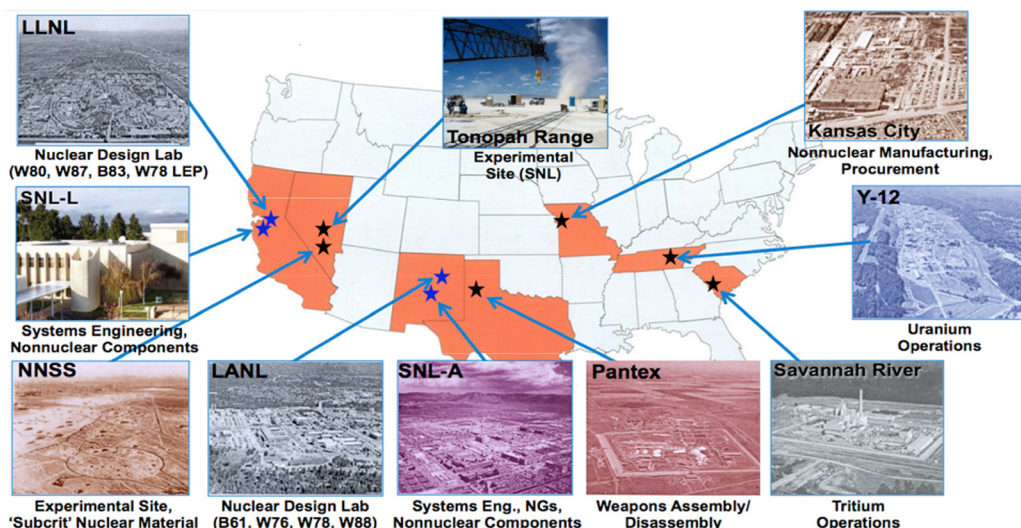 LLNL
Nuclear Design Lab
(W80, W87, B83, W78 LEP)
Tonopah Range
Experimental
Site (SNL)
Kansas City
Nonnuclear Manufacturing,
Procurement
SNL-L
Systems Engineering,
Nonnuclear Components
Y-12
Uranium
Operations
NNSS
Experimental Site,
‘Subcrit’ Nuclear Material
LANL
Nuclear Design Lab
(B61, W76, W78, W88)
SNL-A
Systems Eng., NGs,
Nonnuclear Components
Pantex
Weapons Assembly/
Disassembly
Savannah River
Tritium
Operations